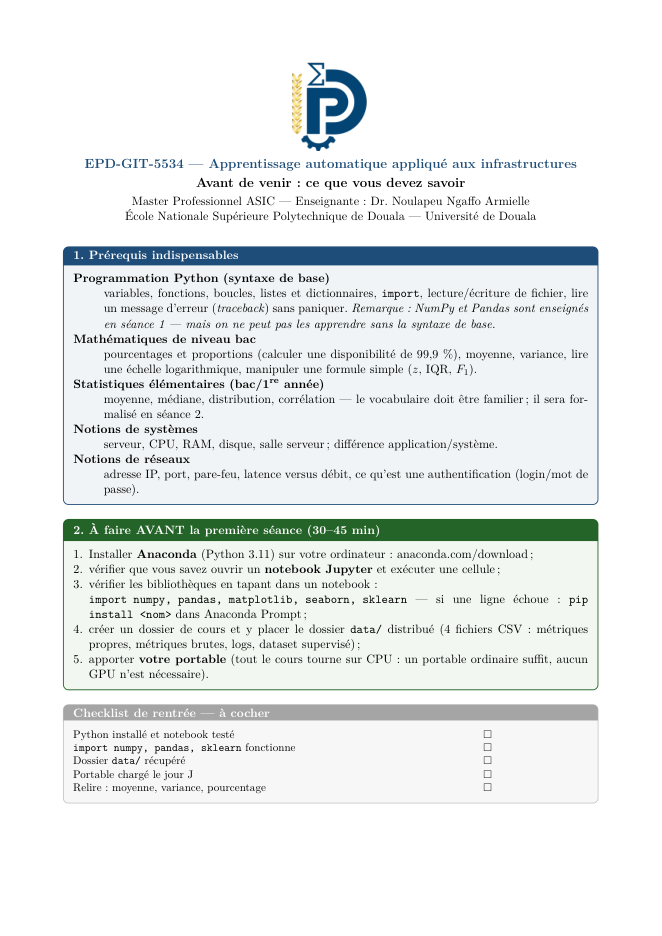 EPD-GIT-5534 — Apprentissage automatique appliqué aux infrastructures
Avant de venir : ce que vous devez savoir
Master Professionnel ASIC — Enseignante : Dr. Noulapeu Ngaffo Armielle
École Nationale Supérieure Polytechnique de Douala — Université de Douala
1. Prérequis indispensables
Programmation Python (syntaxe de base)
variables, fonctions, boucles, listes et dictionnaires, import, lecture/écriture de fichier, lire
un message d'erreur (traceback) sans paniquer. Remarque : NumPy et Pandas sont enseignés
en séance 1 — mais on ne peut pas les apprendre sans la syntaxe de base.
Mathématiques de niveau bac
pourcentages et proportions (calculer une disponibilité de 99,9 %), moyenne, variance, lire
une échelle logarithmique, manipuler une formule simple (z, IQR, F₁).
Statistiques élémentaires (bac/1re année)
moyenne, médiane, distribution, corrélation — le vocabulaire doit être familier ; il sera for-
malisé en séance 2.
Notions de systèmes
serveur, CPU, RAM, disque, salle serveur ; différence application/système.
Notions de réseaux
adresse IP, port, pare-feu, latence versus débit, ce qu'est une authentification (login/mot de
passe).
2. À faire AVANT la première séance (30–45 min)
1. Installer Anaconda (Python 3.11) sur votre ordinateur : anaconda.com/download ;
2. vérifier que vous savez ouvrir un notebook Jupyter et exécuter une cellule ;
3. vérifier les bibliothèques en tapant dans un notebook :
import numpy, pandas, matplotlib, seaborn, sklearn — si une ligne échoue : pip
install <nom> dans Anaconda Prompt ;
4. créer un dossier de cours et y placer le dossier data/ distribué (4 fichiers CSV : métriques
propres, métriques brutes, logs, dataset supervisé) ;
5. apporter votre portable (tout le cours tourne sur CPU : un portable ordinaire suffit, aucun
GPU n'est nécessaire).
Checklist de rentrée — à cocher
Python installé et notebook testé ☐
import numpy, pandas, sklearn fonctionne ☐
Dossier data/ récupéré ☐
Portable chargé le jour J ☐
Relire : moyenne, variance, pourcentage ☐